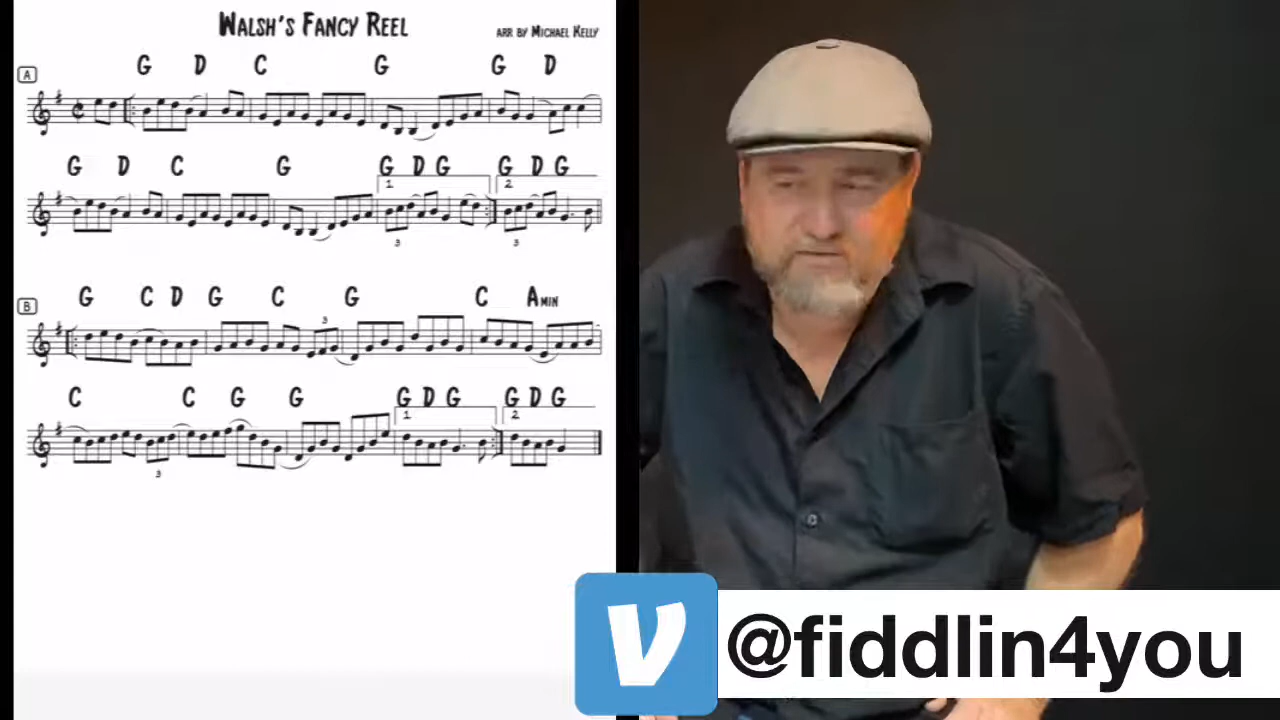 WALSH'S FANCY REEL
ARR BY MICHAEL KELLY
A
G D C G G D
G D C G G D G G D G
1 2
3 3
B
G C D G C G C AMIN
3
C C G G G D G G D G
1 2
3
V @fiddlin4you